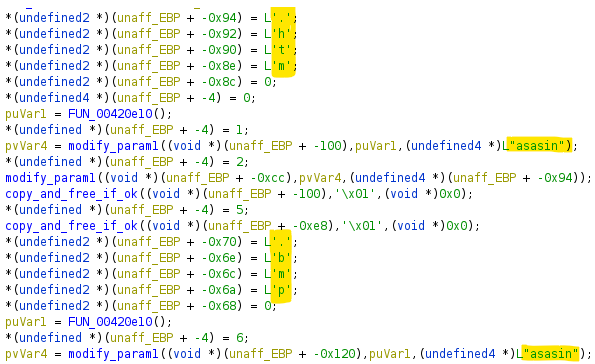 *(undefined2 *)(unaff_EBP + -0x94) = L'.';
*(undefined2 *)(unaff_EBP + -0x92) = L'h';
*(undefined2 *)(unaff_EBP + -0x90) = L't';
*(undefined2 *)(unaff_EBP + -0x8e) = L'm';
*(undefined2 *)(unaff_EBP + -0x8c) = 0;
*(undefined4 *)(unaff_EBP + -4) = 0;
puVar1 = FUN_00420e10();
*(undefined *)(unaff_EBP + -4) = 1;
pvVar4 = modify_param1((void *)(unaff_EBP + -100),puVar1,(undefined4 *)L"asasin");
*(undefined *)(unaff_EBP + -4) = 2;
modify_param1((void *)(unaff_EBP + -0xcc),pvVar4,(undefined4 *)(unaff_EBP + -0x94));
copy_and_free_if_ok((void *)(unaff_EBP + -100),'\x01',(void *)0x0);
*(undefined *)(unaff_EBP + -4) = 5;
copy_and_free_if_ok((void *)(unaff_EBP + -0xe8),'\x01',(void *)0x0);
*(undefined2 *)(unaff_EBP + -0x70) = L'.';
*(undefined2 *)(unaff_EBP + -0x6e) = L'b';
*(undefined2 *)(unaff_EBP + -0x6c) = L'm';
*(undefined2 *)(unaff_EBP + -0x6a) = L'p';
*(undefined2 *)(unaff_EBP + -0x68) = 0;
puVar1 = FUN_00420e10();
*(undefined *)(unaff_EBP + -4) = 6;
pvVar4 = modify_param1((void *)(unaff_EBP + -0x120),puVar1,(undefined4 *)L"asasin");